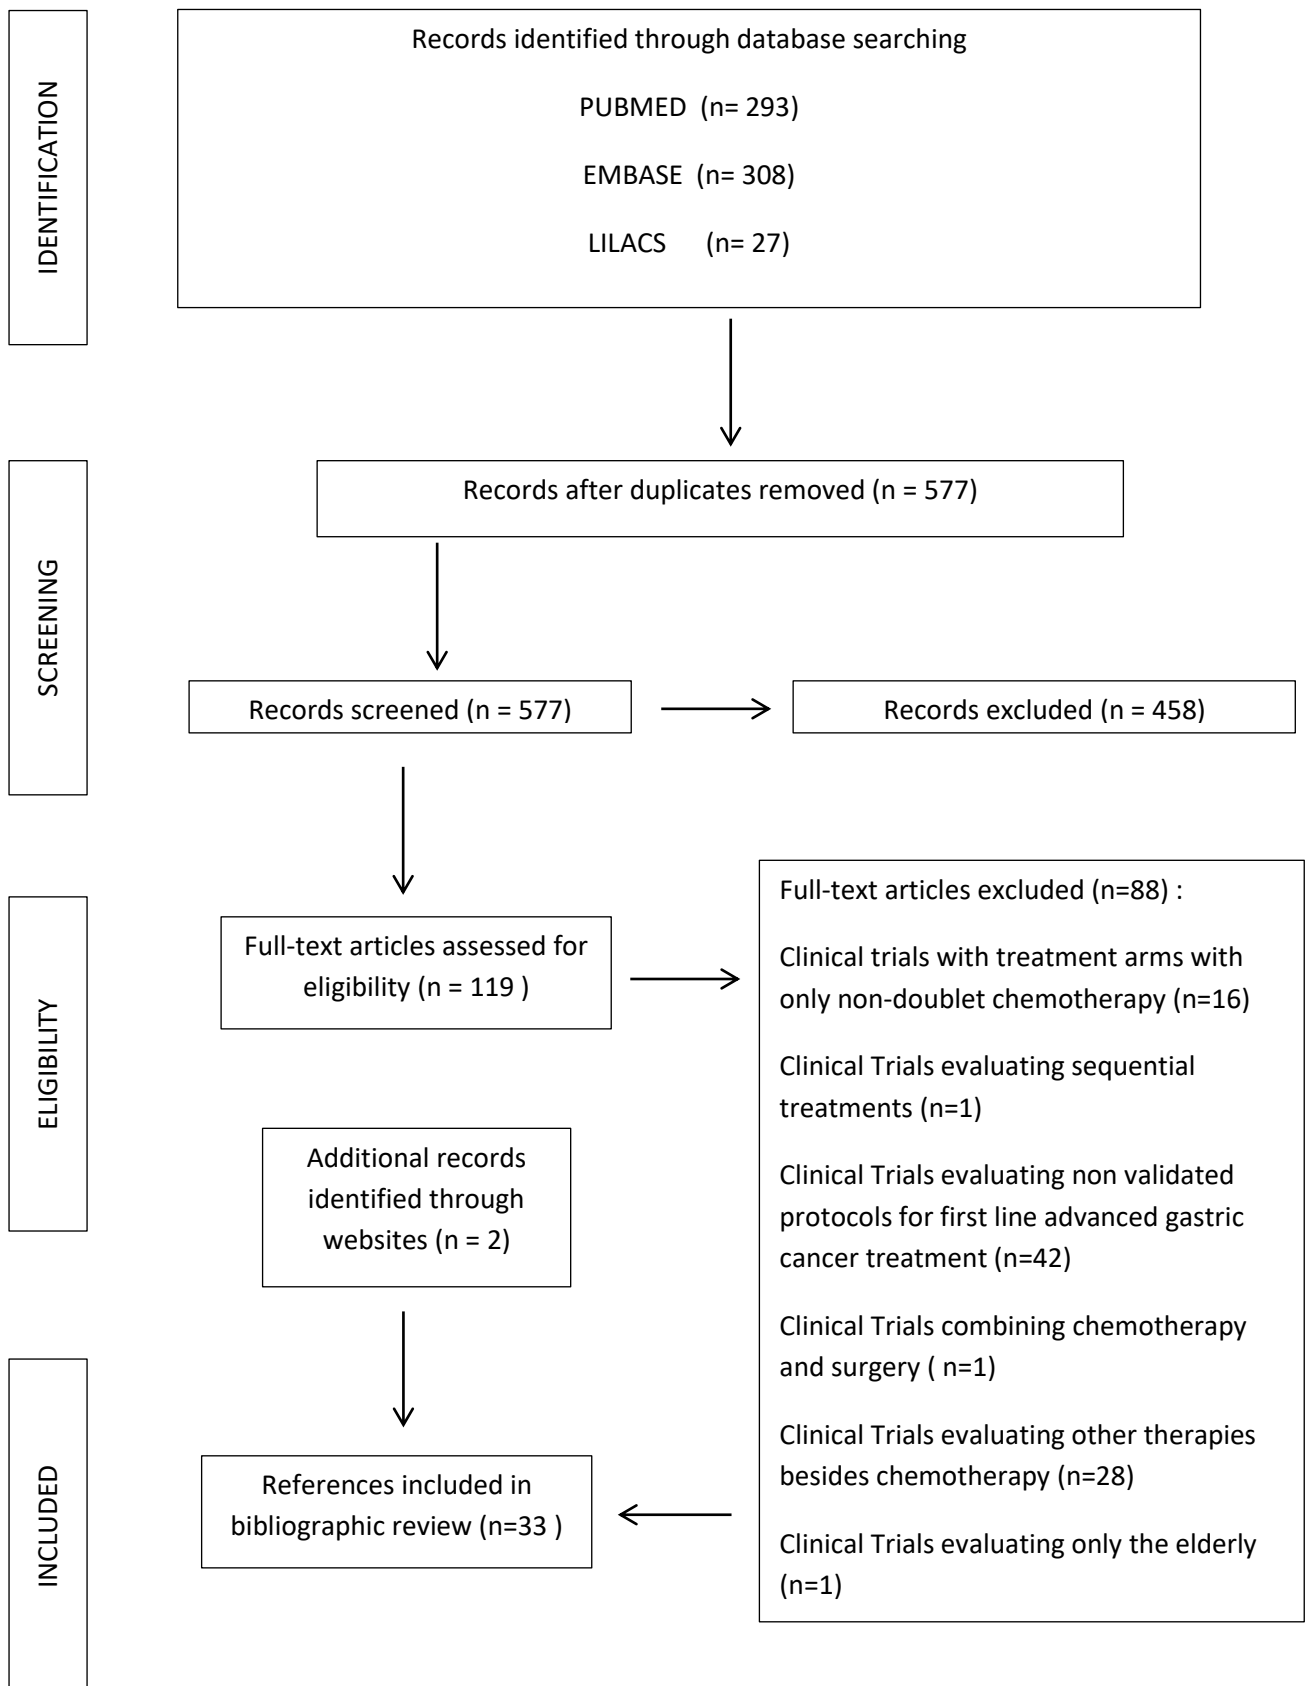 IDENTIFICATION
Records identified through database searching
PUBMED (n= 293)
EMBASE (n= 308)
LILACS (n= 27)
SCREENING
Records after duplicates removed (n = 577)
Records screened (n = 577)
Records excluded (n = 458)
ELIGIBILITY
Full-text articles assessed for
eligibility (n = 119 )
Additional records
identified through
websites (n = 2)
Full-text articles excluded (n=88) :
Clinical trials with treatment arms with
only non-doublet chemotherapy (n=16)
Clinical Trials evaluating sequential
treatments (n=1)
Clinical Trials evaluating non validated
protocols for first line advanced gastric
cancer treatment (n=42)
Clinical Trials combining chemotherapy
and surgery ( n=1)
Clinical Trials evaluating other therapies
besides chemotherapy (n=28)
Clinical Trials evaluating only the elderly
(n=1)
INCLUDED
References included in
bibliographic review (n=33 )